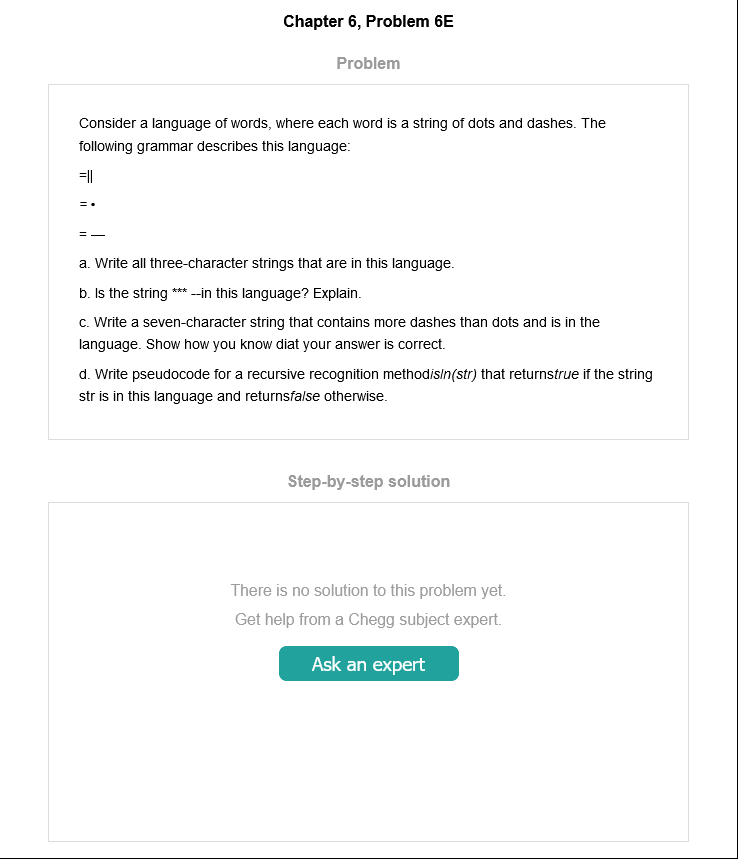 Chapter 6, Problem 6E
Problem
Consider a language of words, where each word is a string of dots and dashes. The
following grammar describes this language:
=||
= •
= —
a. Write all three-character strings that are in this language.
b. Is the string *** --in this language? Explain.
c. Write a seven-character string that contains more dashes than dots and is in the
language. Show how you know diat your answer is correct.
d. Write pseudocode for a recursive recognition methodisln(str) that returnstrue if the string
str is in this language and returnsfalse otherwise.
Step-by-step solution
There is no solution to this problem yet.
Get help from a Chegg subject expert.
Ask an expert